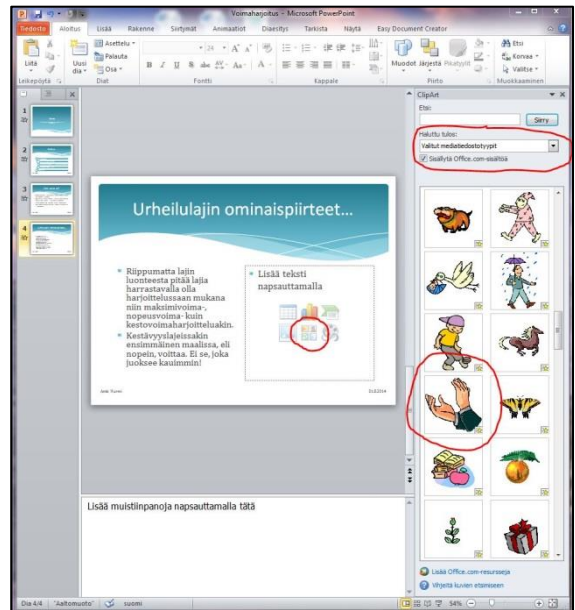 Voimaharjoitus - Microsoft PowerPoint
Tiedosto Aloitus Lisää Rakenne Siirtymät Animaatiot Diaesitys Tarkista Näytä Easy Document Creator
Liitä
Uusi dia
Asettelu
Palauta
Osa
Muodot Järjestä Pikatyylit
Etsi
Korvaa
Valitse
Leikepöytä Diat Fontti Kappale Piirto Muokkaaminen
1
2
3
4
Urheilulajin ominaispiirteet...
Riippumatta lajin
luonteesta pitää lajia
harrastavalla olla
harjoittelussaan mukana
niin maksimivoima-,
nopeusvoima- kuin
kestovoimaharjoitteluakin.
Kestävyyslajeissakin
ensimmäinen maalissa, eli
nopein, voittaa. Ei se, joka
juoksee kauimmin!
Lisää teksti
napsauttamalla
Lisää muistiinpanoja napsauttamalla tätä
ClipArt
Etsi:
Siirry
Haluttu tulos:
Valitut mediatiedostotyypit
Sisällytä Office.com-sisältöä
Lisää Office.com-resursseja
Vihjeitä kuvien etsimiseen
Dia 4/4 "Aaltomuoto" suomi 54%